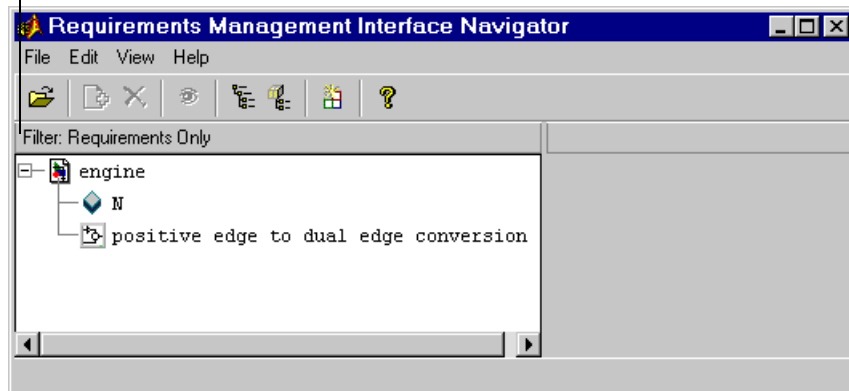 Requirements Management Interface Navigator
File Edit View Help
Filter: Requirements Only
engine
N
positive edge to dual edge conversion